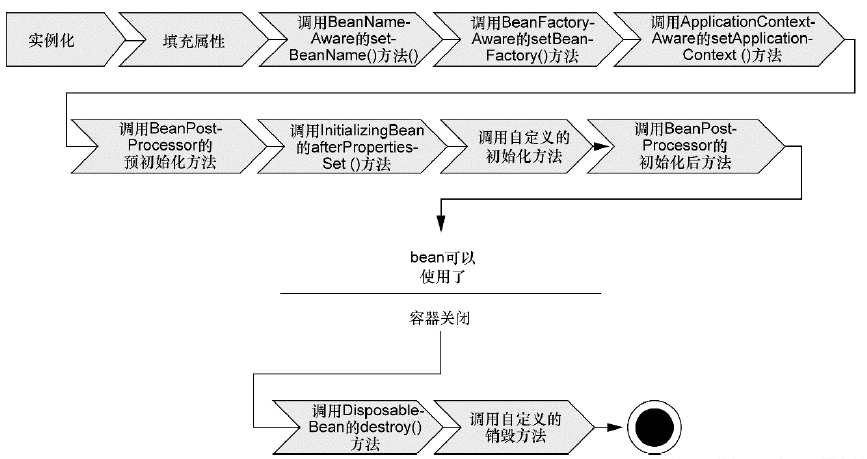 实例化
填充属性
调用BeanName-
Aware的set-
BeanName()方法()
调用BeanFactory-
Aware的setBean-
Factory()方法
调用ApplicationContext-
Aware的setApplication-
Context ()方法
调用BeanPost-
Processor的
预初始化方法
调用InitializingBean
的afterProperties-
Set ()方法
调用自定义的
初始化方法
调用BeanPost-
Processor的
初始化后方法
bean可以
使用了
容器关闭
调用Disposable-
Bean的destroy()
方法
调用自定义的
销毁方法